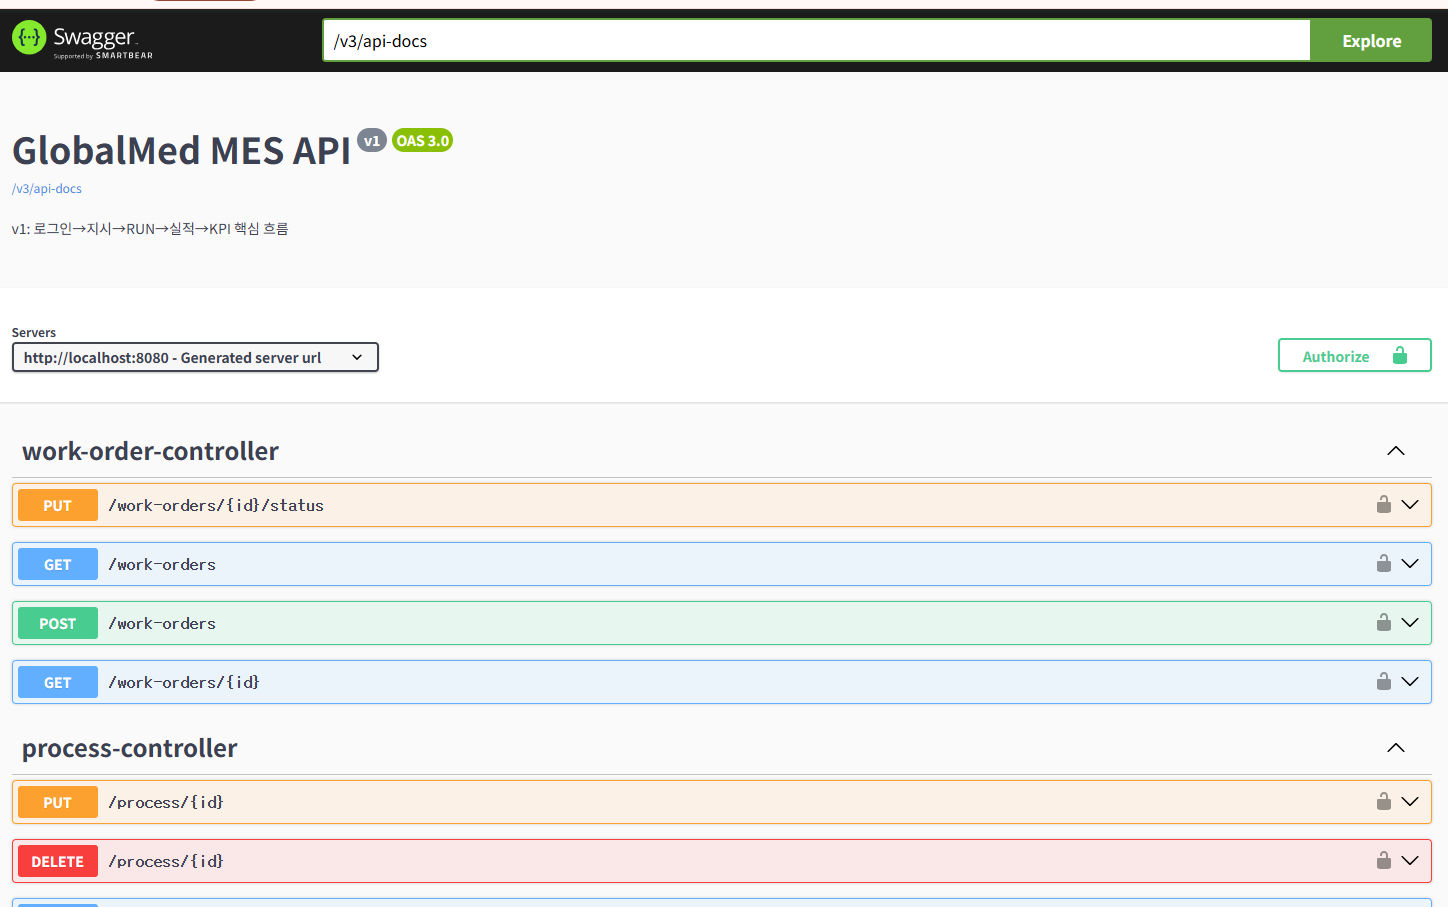 Swagger
Supported by SMARTBEAR
/v3/api-docs
Explore
GlobalMed MES API v1 OAS 3.0
/v3/api-docs
v1: 로그인→지시→RUN→실적→KPI 핵심 흐름
Servers
http://localhost:8080 - Generated server url
Authorize
work-order-controller
PUT /work-orders/{id}/status
GET /work-orders
POST /work-orders
GET /work-orders/{id}
process-controller
PUT /process/{id}
DELETE /process/{id}